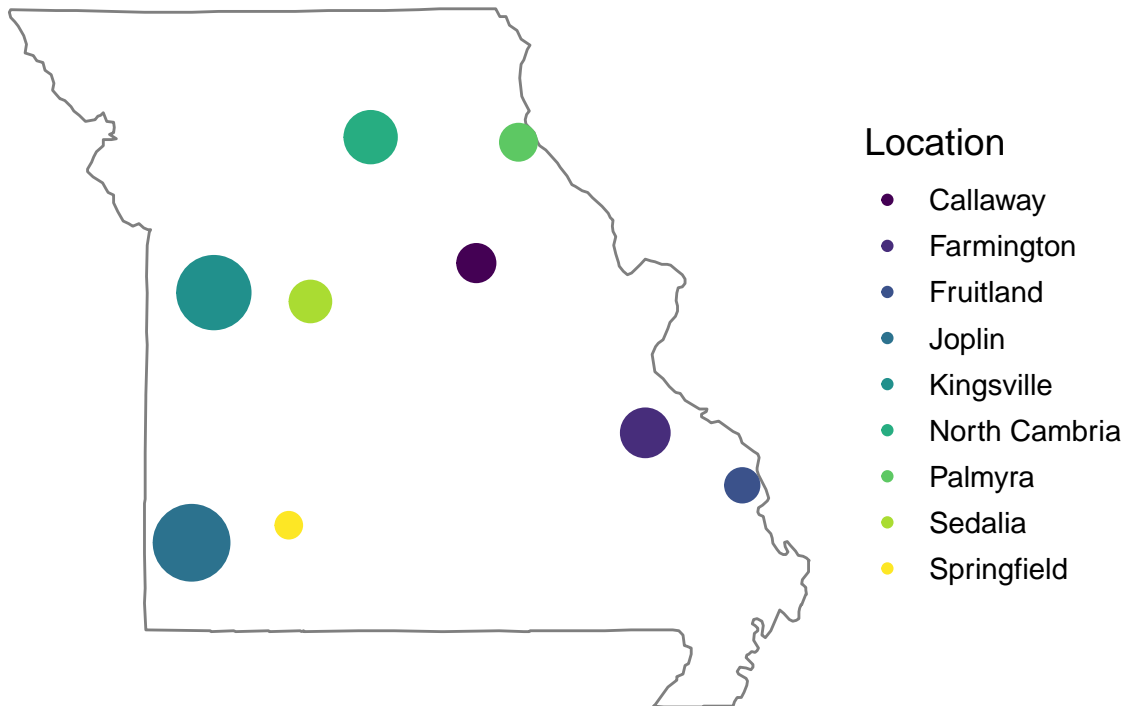 Location
Callaway
Farmington
Fruitland
Joplin
Kingsville
North Cambria
Palmyra
Sedalia
Springfield